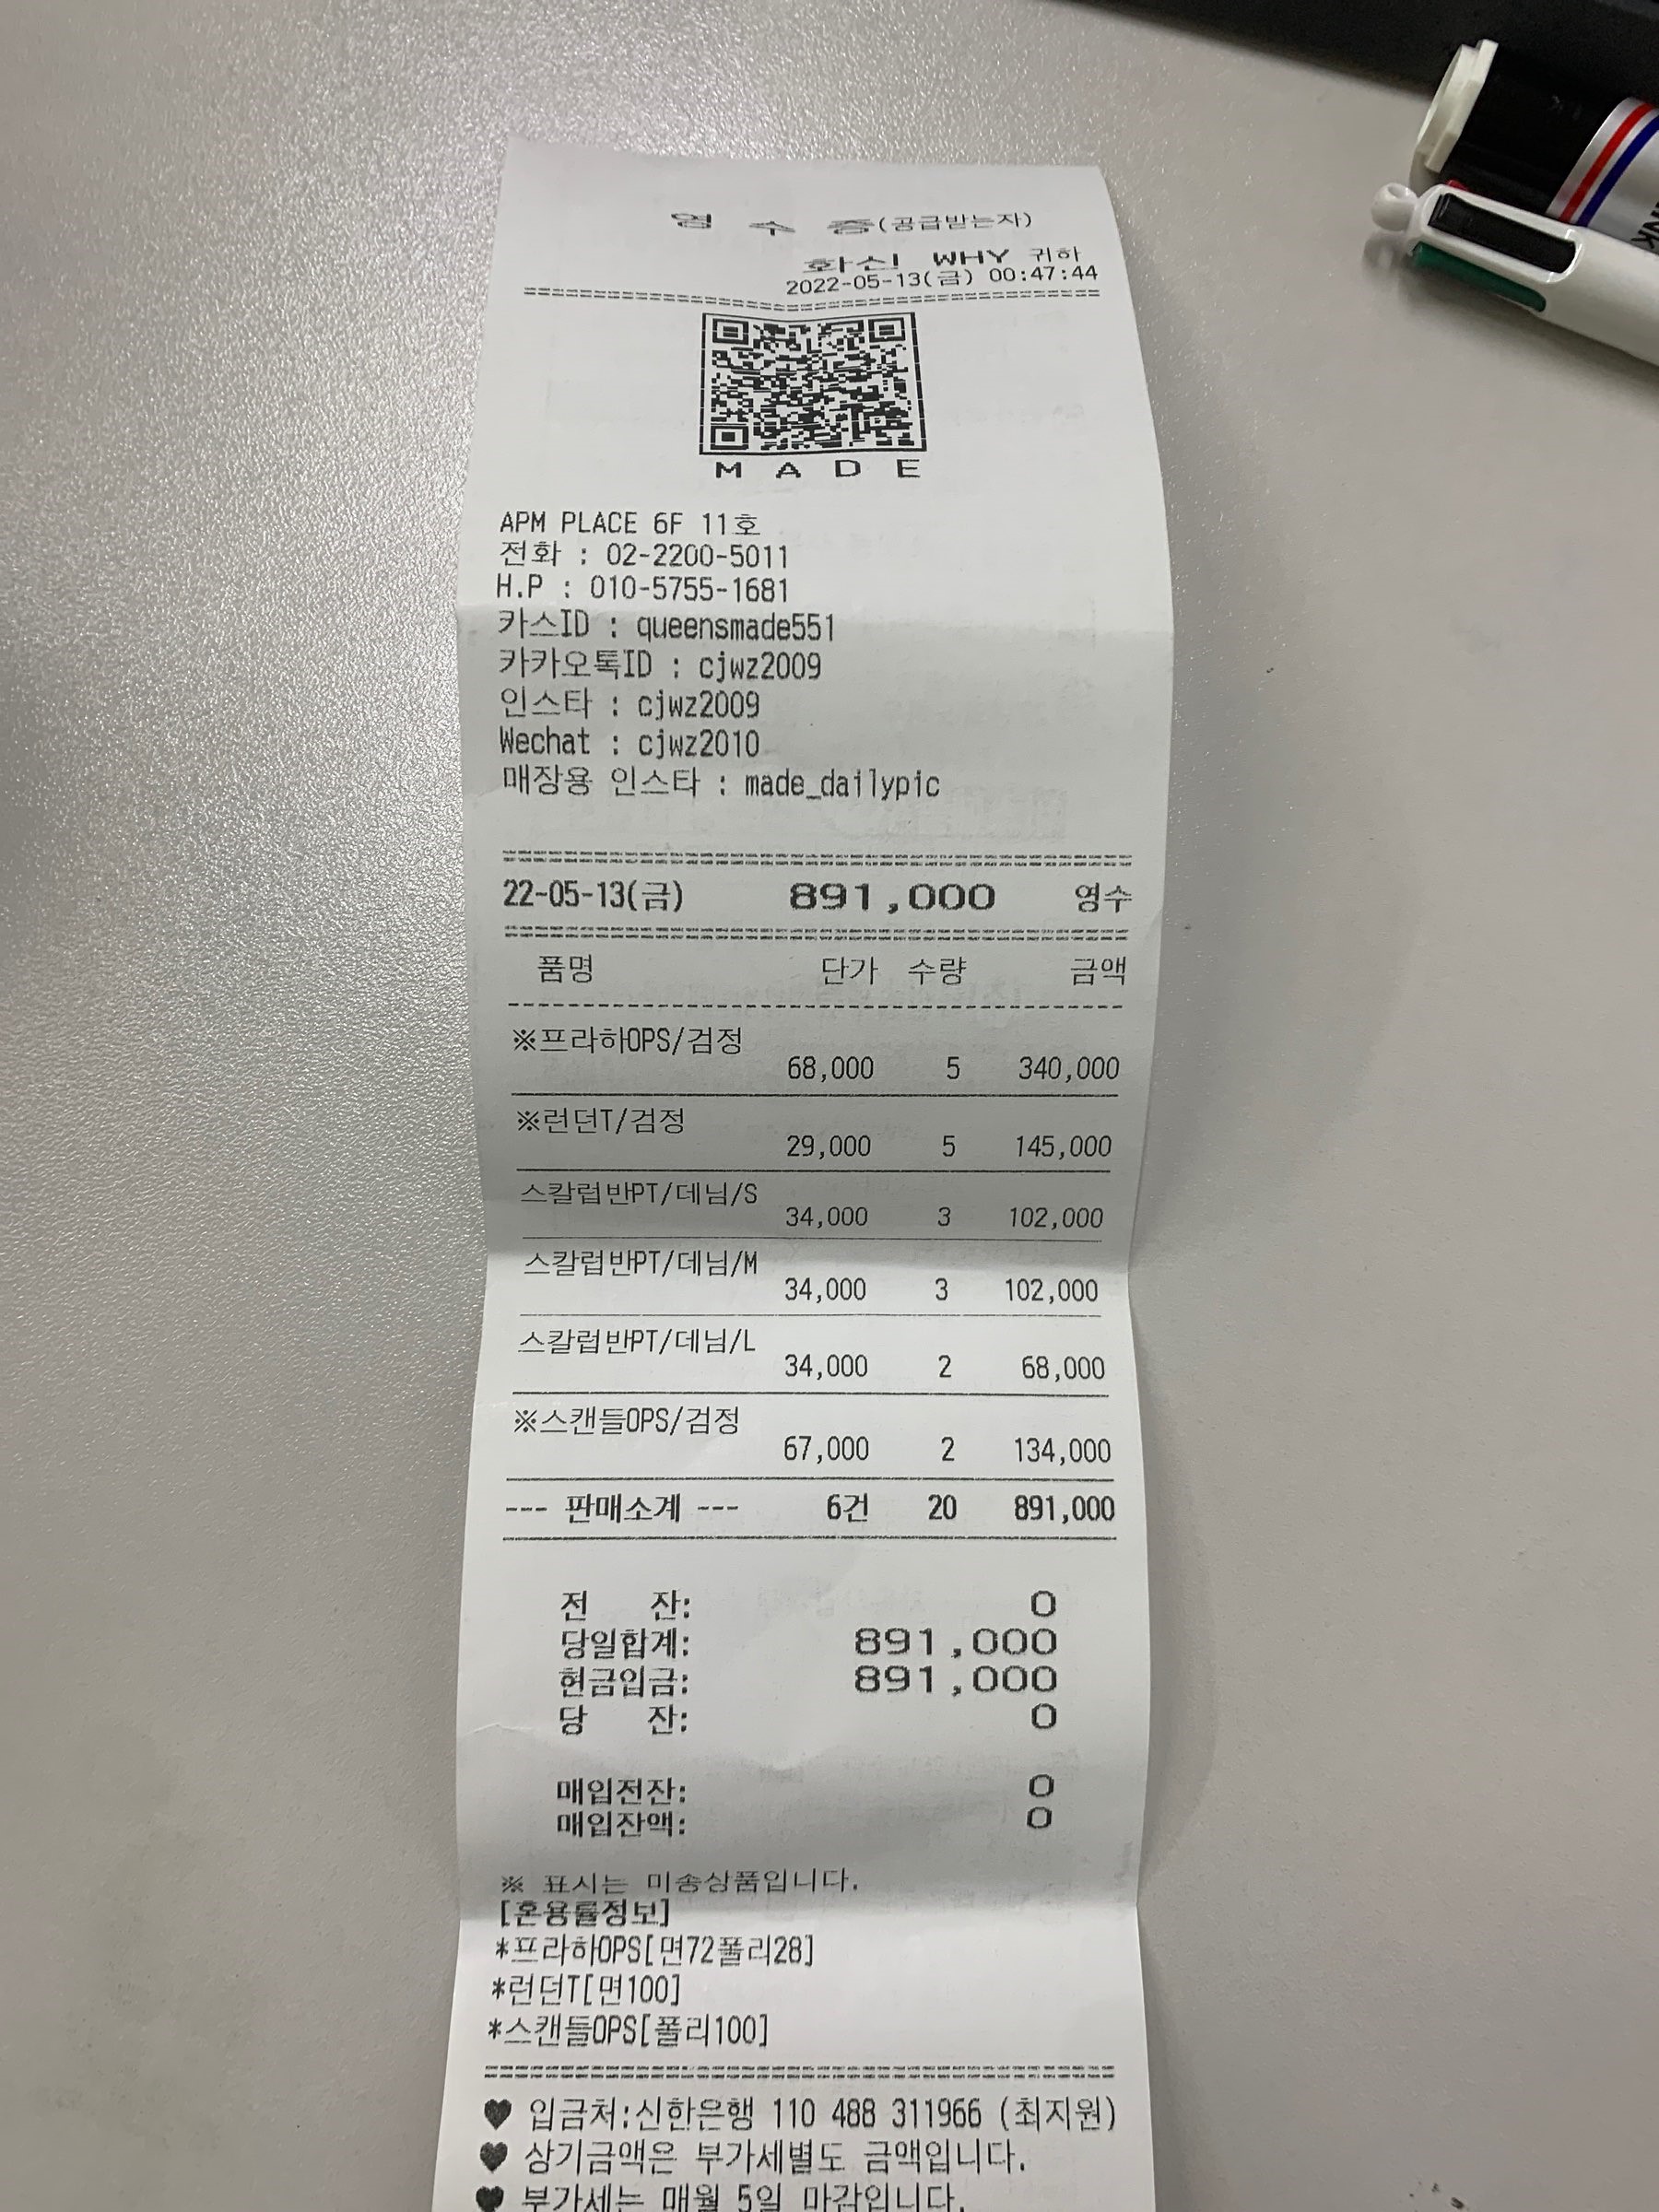 영 수 증(공급받는자)
화신 WHY 귀하
2022-05-13(금) 00:47:44
M A D E
APM PLACE 6F 11호
전화 : 02-2200-5011
H.P : 010-5755-1681
카스ID : queensmade551
카카오톡ID : cjwz2009
인스타 : cjwz2009
Wechat : cjwz2010
매장용 인스타 : made_dailypic
22-05-13(금) 891,000 영수
품명 단가 수량 금액
※프라하OPS/검정
68,000 5 340,000
※런던T/검정
29,000 5 145,000
스칼럽반PT/데님/S
34,000 3 102,000
스칼럽반PT/데님/M
34,000 3 102,000
스칼럽반PT/데님/L
34,000 2 68,000
※스캔들OPS/검정
67,000 2 134,000
--- 판매소계 --- 6건 20 891,000
전 잔: 0
당일합계: 891,000
현금입금: 891,000
당 잔: 0
매입전잔: 0
매입잔액: 0
※ 표시는 미송상품입니다.
[혼용률정보]
*프라하OPS[면72폴리28]
*런던T[면100]
*스캔들OPS[폴리100]
♥ 입금처:신한은행 110 488 311966 (최지원)
♥ 상기금액은 부가세별도 금액입니다.
♥ 부가세는 매월 5일 마감입니다.